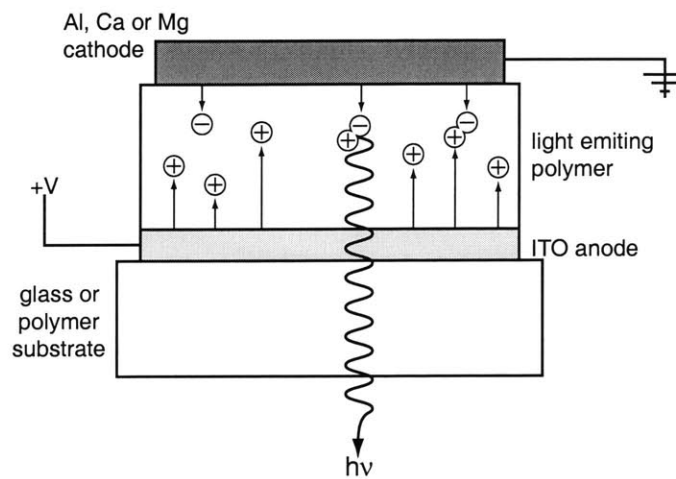 Al, Ca or Mg
cathode
light emiting
polymer
+V
ITO anode
glass or
polymer
substrate
hν